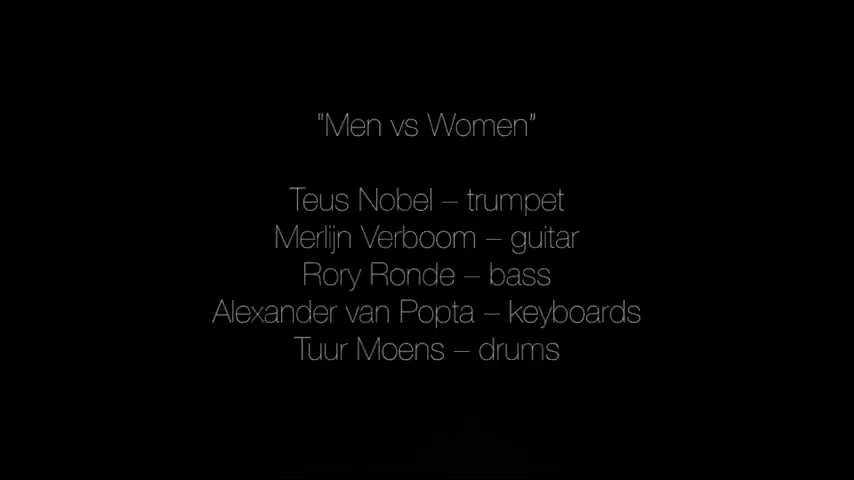 “Men vs Women”
Teus Nobel – trumpet
Merlijn Verboom – guitar
Rory Ronde – bass
Alexander van Popta – keyboards
Tuur Moens – drums